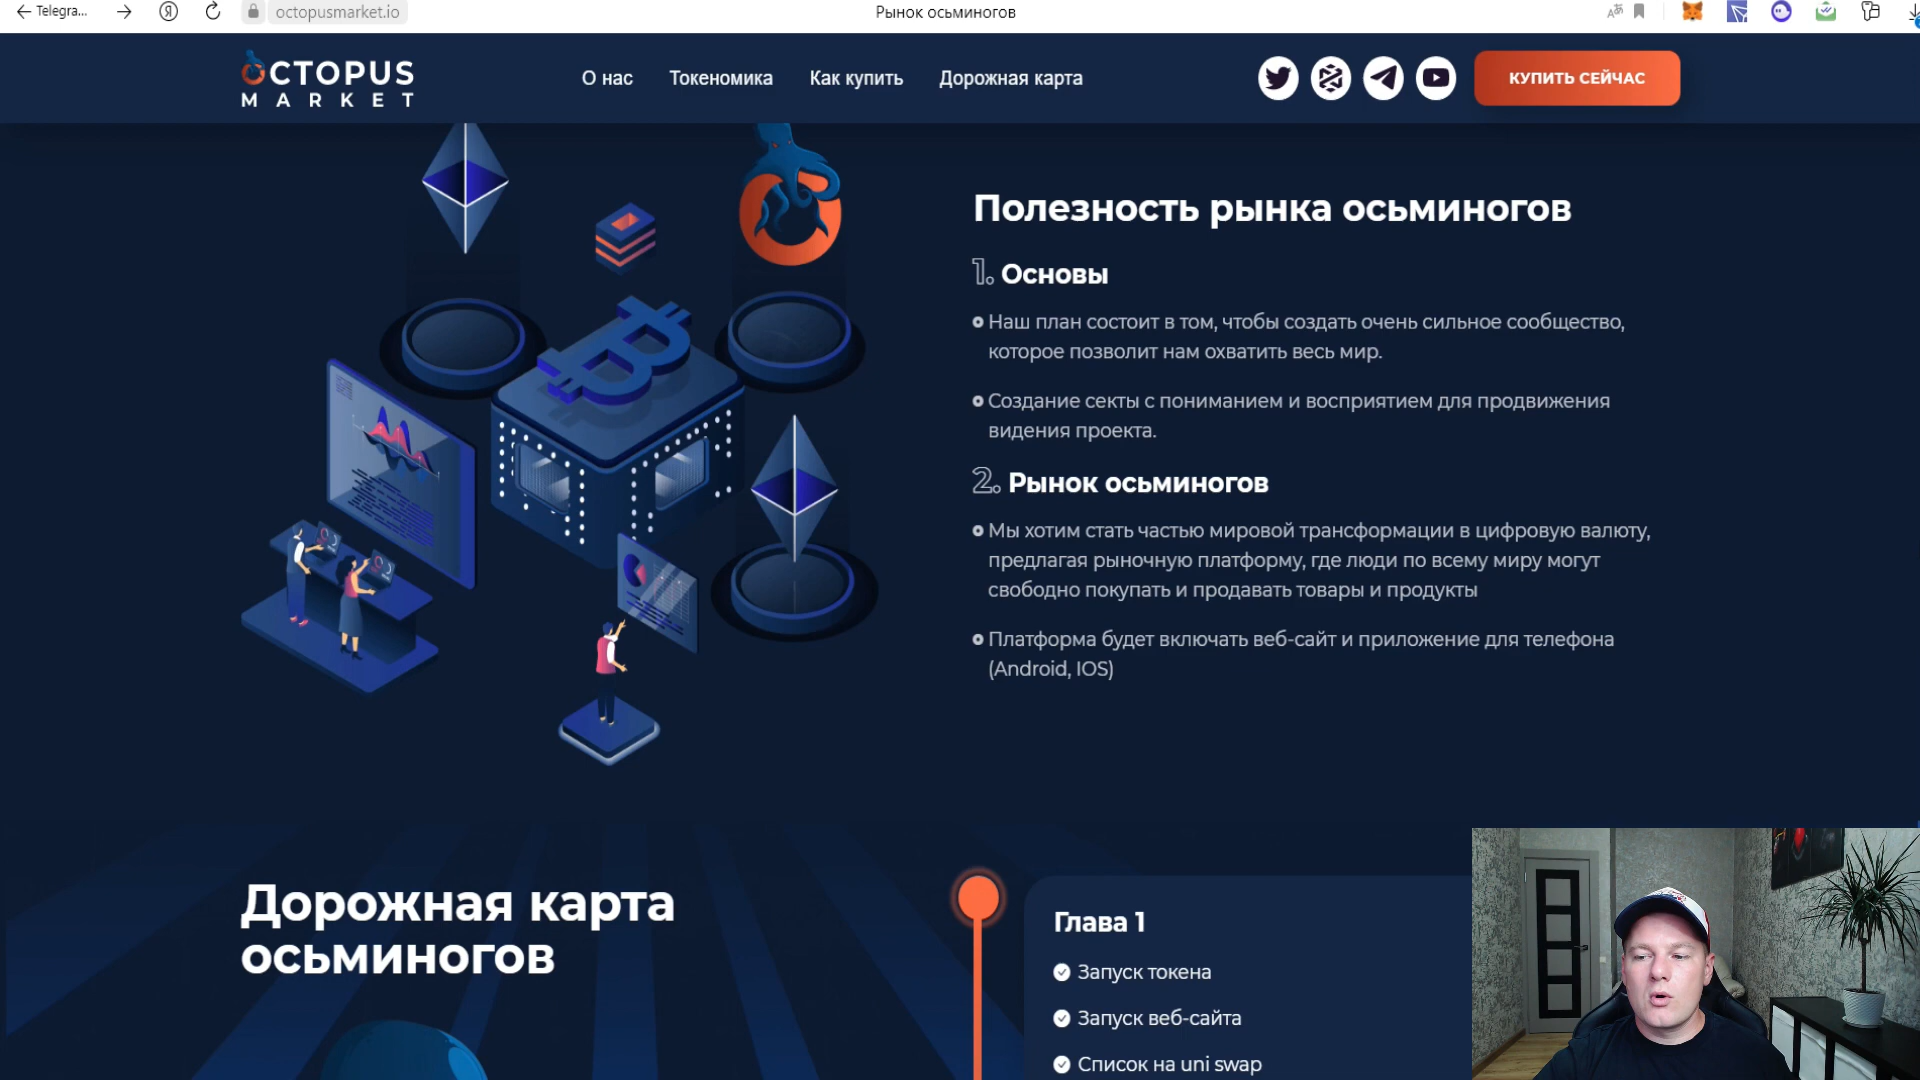 Telegra...
octopusmarket.io
Рынок осьминогов
OCTOPUS
MARKET
О нас
Токеномика
Как купить
Дорожная карта
КУПИТЬ СЕЙЧАС
Полезность рынка осьминогов
1. Основы
Наш план состоит в том, чтобы создать очень сильное сообщество,
которое позволит нам охватить весь мир.
Создание секты с пониманием и восприятием для продвижения
видения проекта.
2. Рынок осьминогов
Мы хотим стать частью мировой трансформации в цифровую валюту,
предлагая рыночную платформу, где люди по всему миру могут
свободно покупать и продавать товары и продукты
Платформа будет включать веб-сайт и приложение для телефона
(Android, IOS)
Дорожная карта
осьминогов
Глава 1
Запуск токена
Запуск веб-сайта
Список на uni swap